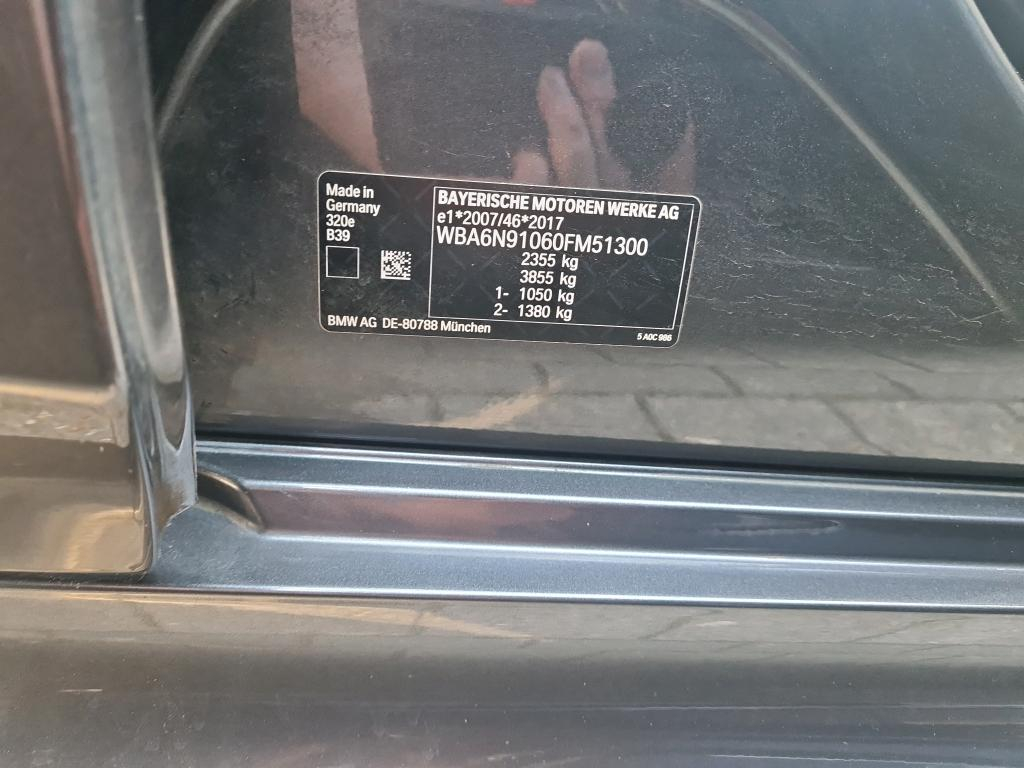 Made in
Germany
320e
B39
BAYERISCHE MOTOREN WERKE AG
e1*2007/46*2017
WBA6N91060FM51300
2355 kg
3855 kg
1- 1050 kg
2- 1380 kg
BMW AG DE-80788 München
5 A0C 986